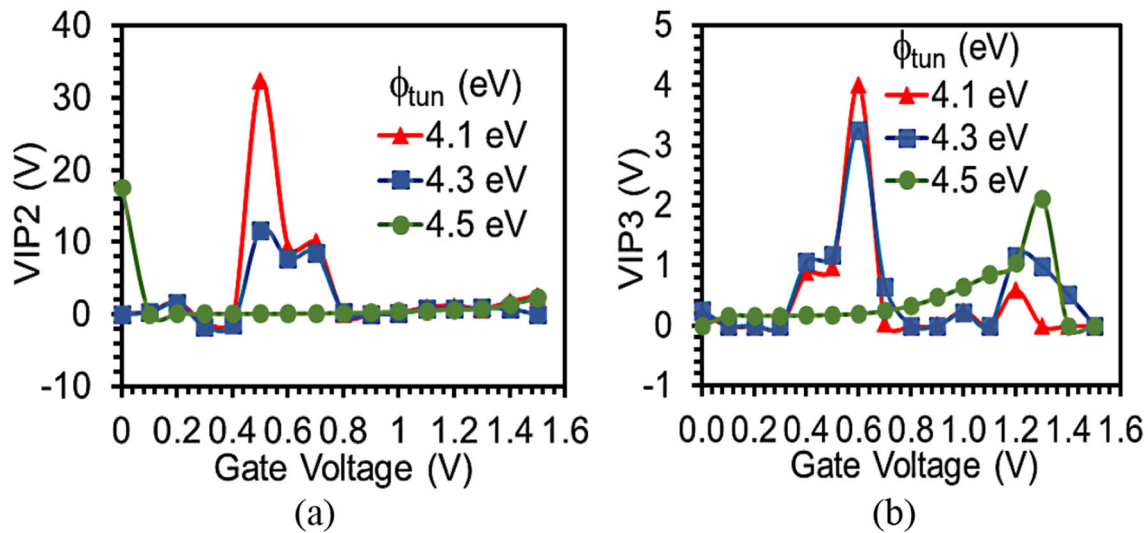 VIP2 (V)
40
30
20
10
0
-10
ϕtun (eV)
4.1 eV
4.3 eV
4.5 eV
0 0.2 0.4 0.6 0.8 1 1.2 1.4 1.6
Gate Voltage (V)
(a)
VIP3 (V)
5
4
3
2
1
0
-1
ϕtun (eV)
4.1 eV
4.3 eV
4.5 eV
0.0 0.2 0.4 0.6 0.8 1.0 1.2 1.4 1.6
Gate Voltage (V)
(b)